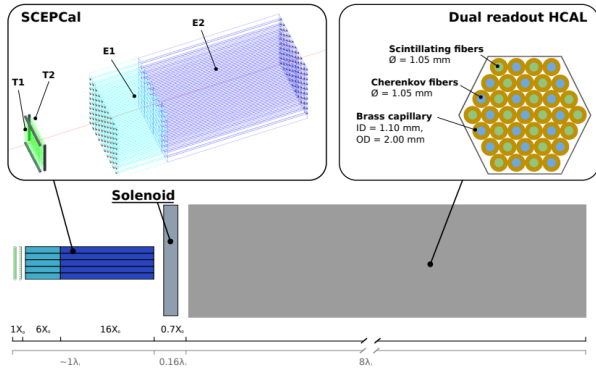 SCEPCal
E2
E1
T2
T1
Dual readout HCAL
Scintillating fibers
Ø = 1.05 mm
Cherenkov fibers
Ø = 1.05 mm
Brass capillary
ID = 1.10 mm,
OD = 2.00 mm
Solenoid
1X₀ 6X₀ 16X₀ 0.7X₀
~1λᵢ 0.16λᵢ 8λᵢ